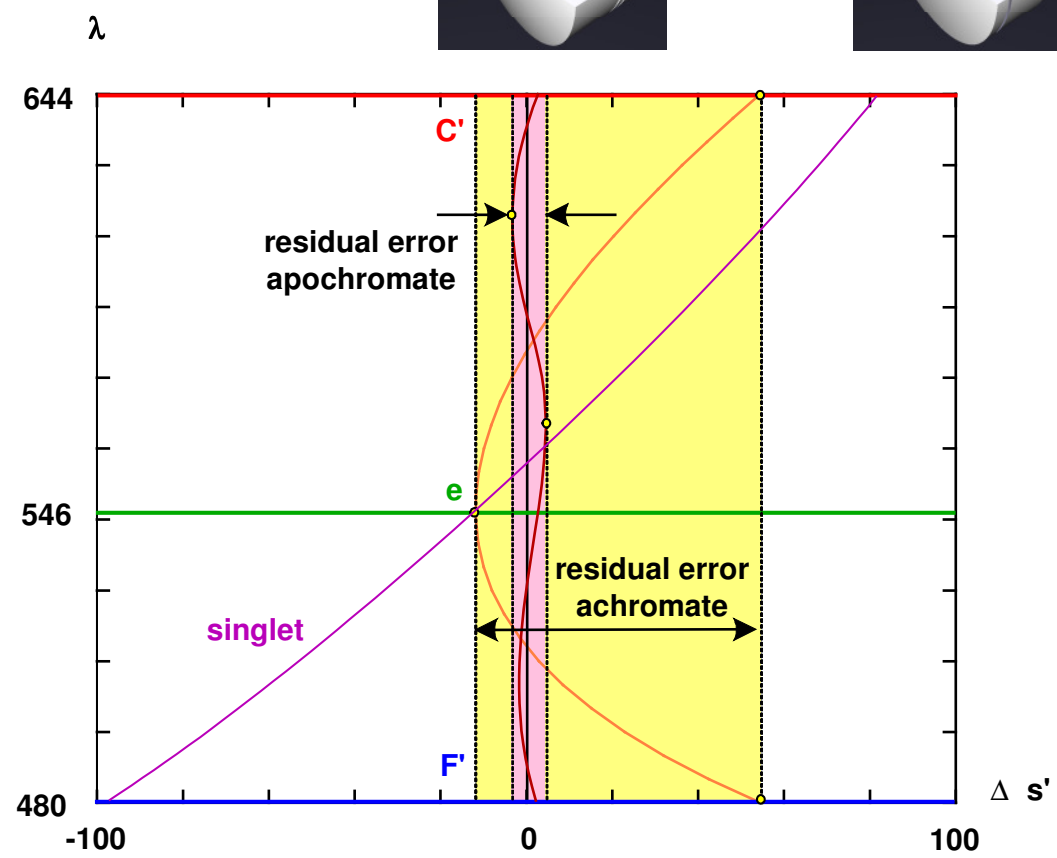 λ
644
C'
residual error
apochromate
e
546
residual error
achromate
singlet
F'
480
Δ s'
-100
0
100